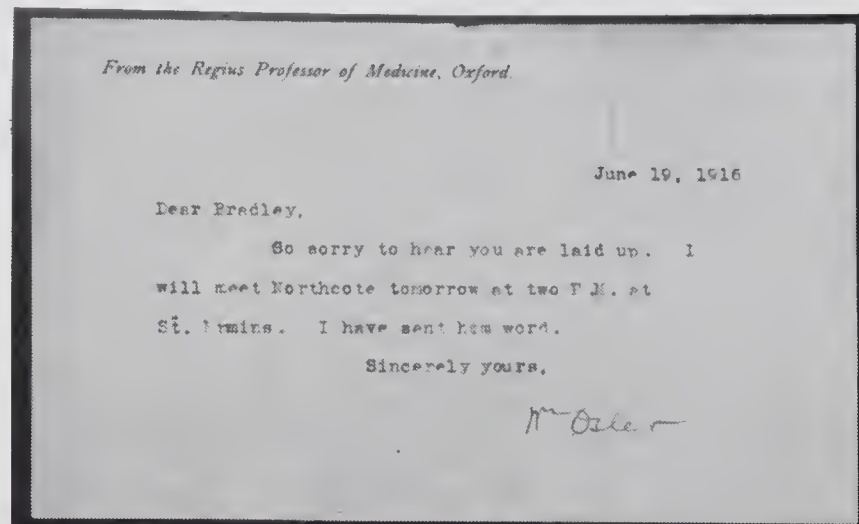 From the Regius Professor of Medicine, Oxford.
June 19, 1916
Dear Bradley,
So sorry to hear you are laid up. I
will meet Northcote tomorrow at two P.M. at
St. Ermins. I have sent him word.
Sincerely yours,
Wm Osler